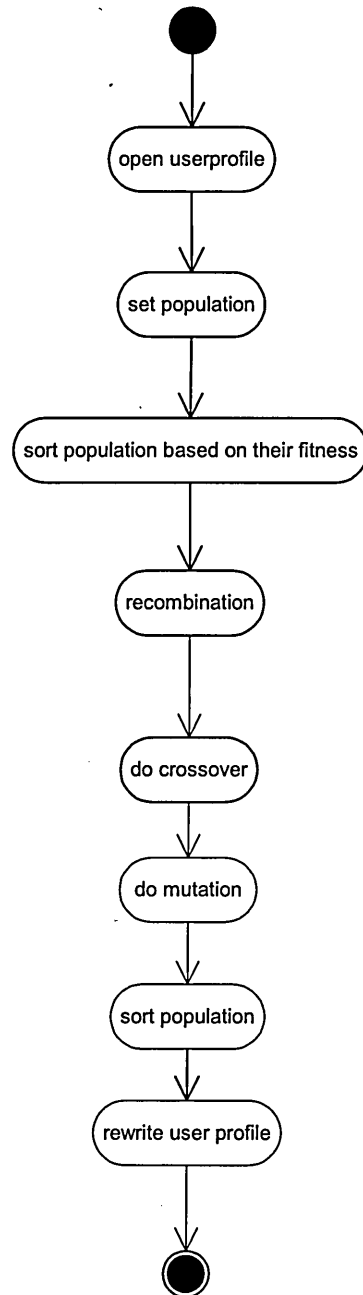 open userprofile
set population
sort population based on their fitness
recombination
do crossover
do mutation
sort population
rewrite user profile